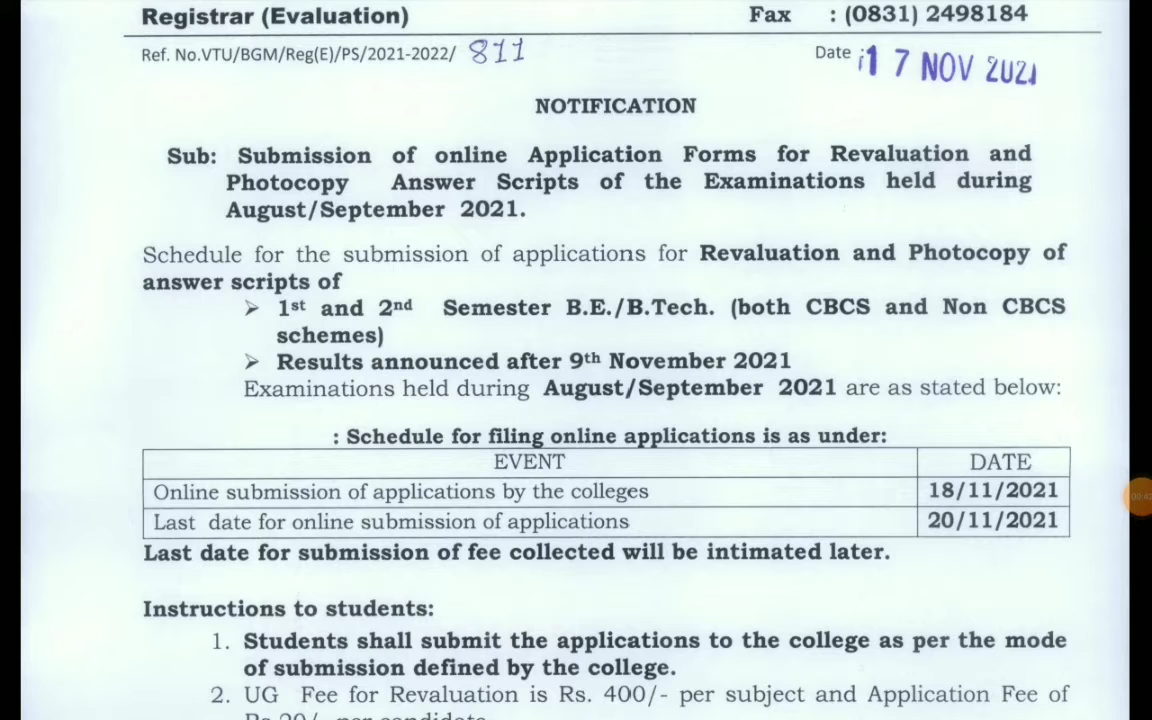 Registrar (Evaluation) Fax : (0831) 2498184
Ref. No.VTU/BGM/Reg(E)/PS/2021-2022/ 811 Date : 17 NOV 2021
NOTIFICATION
Sub: Submission of online Application Forms for Revaluation and
Photocopy Answer Scripts of the Examinations held during
August/September 2021.
Schedule for the submission of applications for Revaluation and Photocopy of
answer scripts of
➢ 1st and 2nd Semester B.E./B.Tech. (both CBCS and Non CBCS
schemes)
➢ Results announced after 9th November 2021
Examinations held during August/September 2021 are as stated below:
: Schedule for filing online applications is as under:
EVENT DATE
Online submission of applications by the colleges 18/11/2021
Last date for online submission of applications 20/11/2021
Last date for submission of fee collected will be intimated later.
Instructions to students:
1. Students shall submit the applications to the college as per the mode
of submission defined by the college.
2. UG Fee for Revaluation is Rs. 400/- per subject and Application Fee of
Rs.20/- per candidate